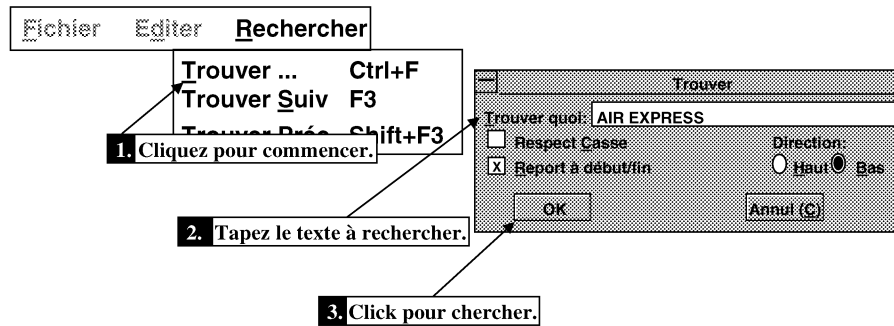 Fichier Editer Rechercher
Trouver ... Ctrl+F
Trouver Suiv F3
Trouver Préc Shift+F3
1. Cliquez pour commencer.
Trouver
Trouver quoi: AIR EXPRESS
Respect Casse
Direction:
X Report à début/fin
Haut Bas
OK Annul (C)
2. Tapez le texte à rechercher.
3. Click pour chercher.